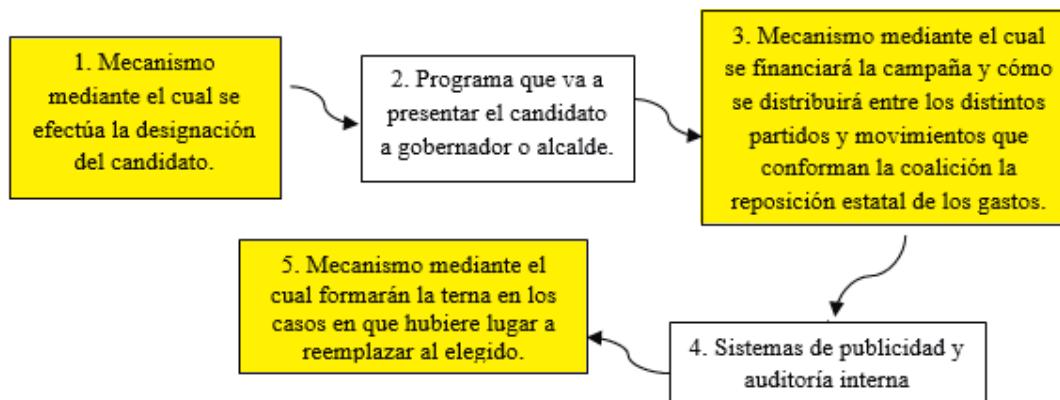 1. Mecanismo
mediante el cual se
efectúa la designación
del candidato.
2. Programa que va a
presentar el candidato
a gobernador o alcalde.
3. Mecanismo mediante el cual
se financiará la campaña y cómo
se distribuirá entre los distintos
partidos y movimientos que
conforman la coalición la
reposición estatal de los gastos.
4. Sistemas de publicidad y
auditoría interna
5. Mecanismo mediante el
cual formarán la terna en los
casos en que hubiere lugar a
reemplazar al elegido.